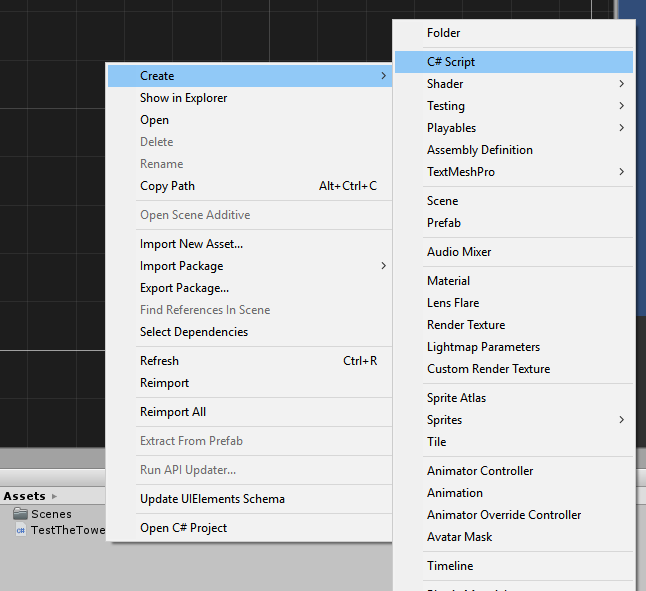 Create
Show in Explorer
Open
Delete
Rename
Copy Path Alt+Ctrl+C
Open Scene Additive
Import New Asset...
Import Package
Export Package...
Find References In Scene
Select Dependencies
Refresh Ctrl+R
Reimport
Reimport All
Extract From Prefab
Run API Updater...
Update UIElements Schema
Open C# Project
Folder
C# Script
Shader
Testing
Playables
Assembly Definition
TextMeshPro
Scene
Prefab
Audio Mixer
Material
Lens Flare
Render Texture
Lightmap Parameters
Custom Render Texture
Sprite Atlas
Sprites
Tile
Animator Controller
Animation
Animator Override Controller
Avatar Mask
Timeline
Assets
Scenes
TestTheTowe